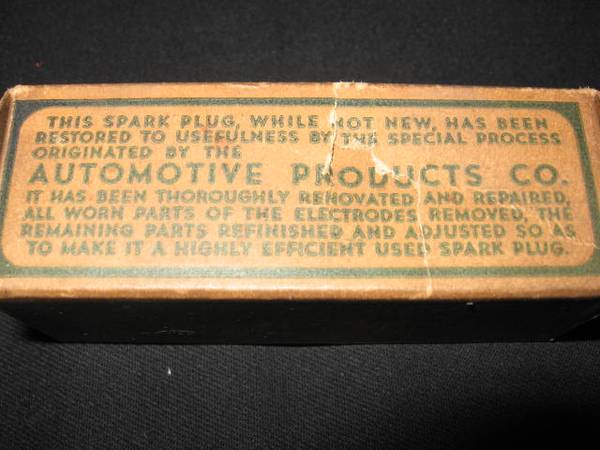 THIS SPARK PLUG, WHILE NOT NEW, HAS BEEN
RESTORED TO USEFULNESS BY THE SPECIAL PROCESS
ORIGINATED BY THE
AUTOMOTIVE PRODUCTS CO.
IT HAS BEEN THOROUGHLY RENOVATED AND REPAIRED,
ALL WORN PARTS OF THE ELECTRODES REMOVED, THE
REMAINING PARTS REFINISHED AND ADJUSTED SO AS
TO MAKE IT A HIGHLY EFFICIENT USED SPARK PLUG.